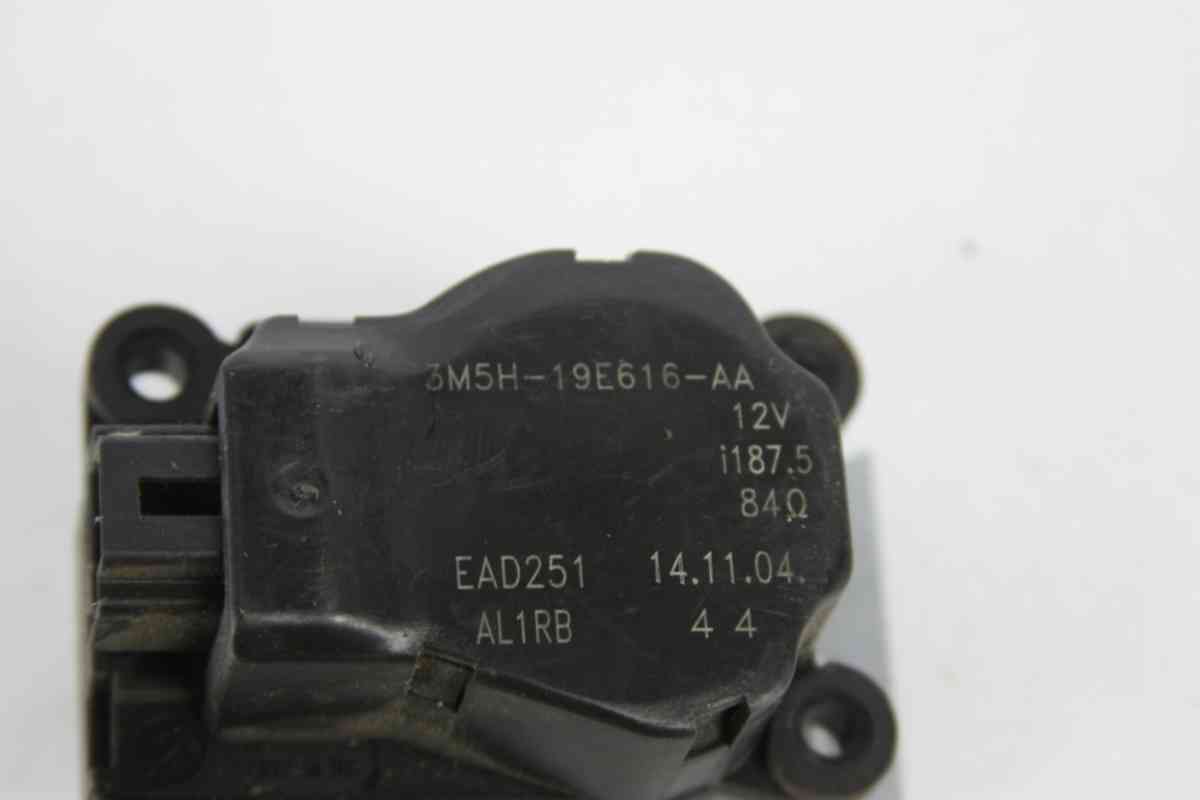 3M5H-19E616-AA
12V
i187.5
84Ω
EAD251 14.11.04.
AL1RB 4 4